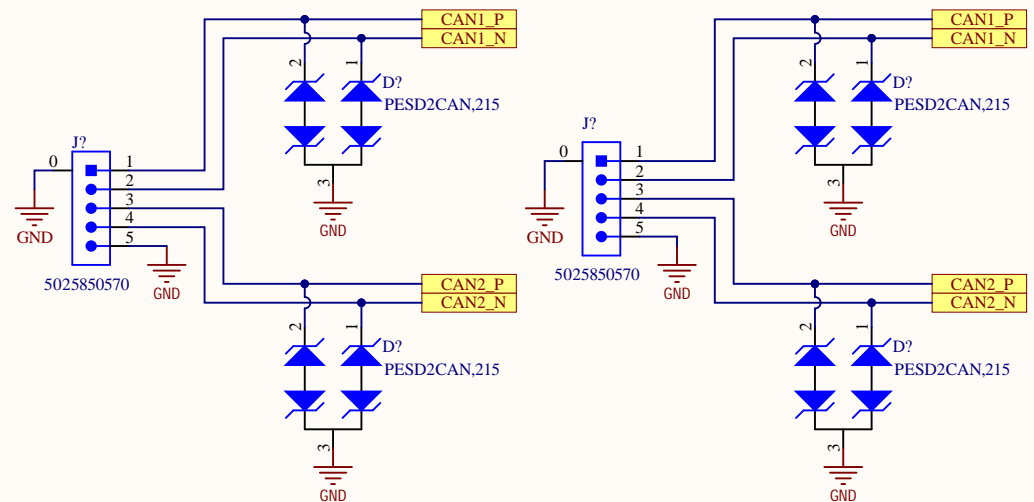 CAN1_P
CAN1_N
2
1
D?
PESD2CAN,215
J?
0
1
2
3
4
5
3
GND
GND
GND
5025850570
CAN2_P
CAN2_N
2
1
D?
PESD2CAN,215
3
GND
CAN1_P
CAN1_N
2
1
D?
PESD2CAN,215
J?
0
1
2
3
4
5
3
GND
GND
GND
5025850570
CAN2_P
CAN2_N
2
1
D?
PESD2CAN,215
3
GND